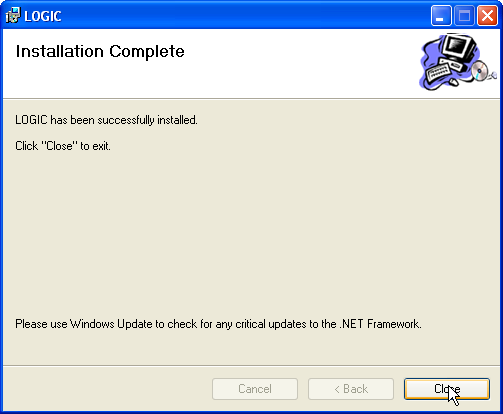 LOGIC
Installation Complete
LOGIC has been successfully installed.
Click "Close" to exit.
Please use Windows Update to check for any critical updates to the .NET Framework.
Cancel
< Back
Close